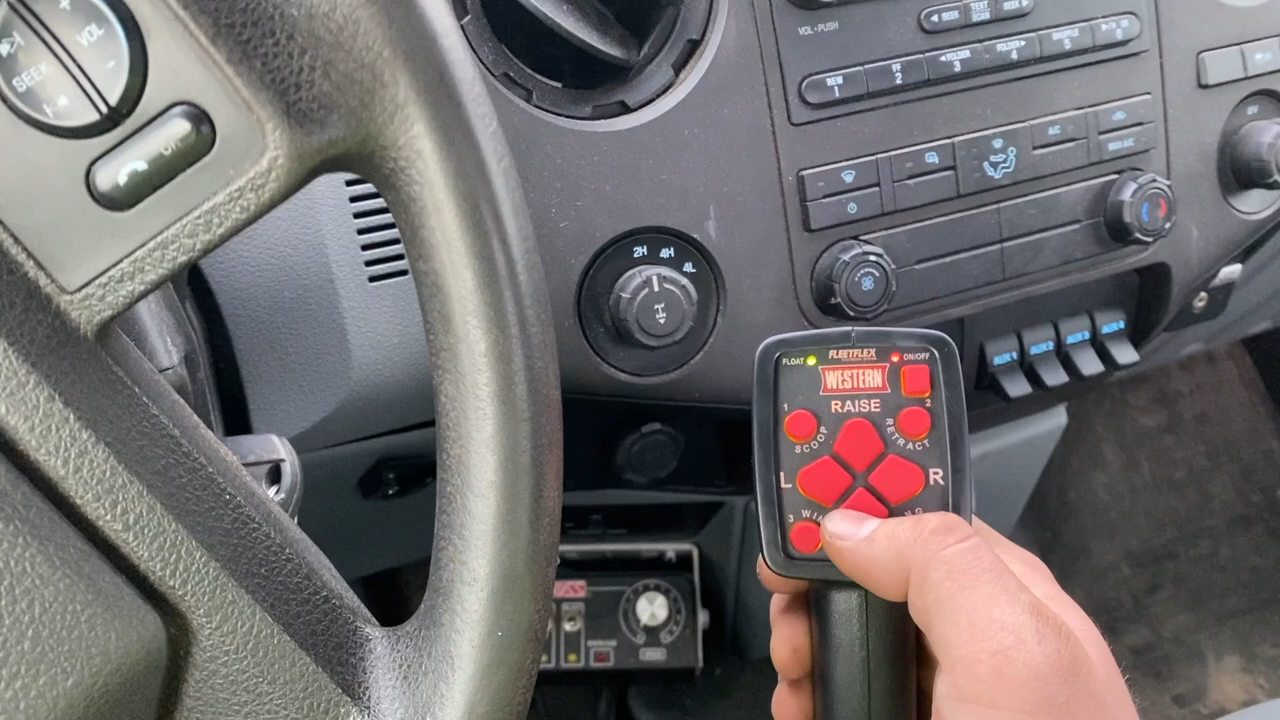 VOL
SEEK
VOL•PUSH
◄ SEEK
TEXT SCAN
SEEK ►
REW 1
FF 2
◄FOLDER 3
FOLDER► 4
SHUFFLE 5
6
A/C
MAX A/C
2H 4H 4L
AUX 1
AUX 2
AUX 3
AUX 4
FLOAT
FLEETFLEX
ON/OFF
WESTERN
RAISE
1
2
SCOOP
RETRACT
L
R
3